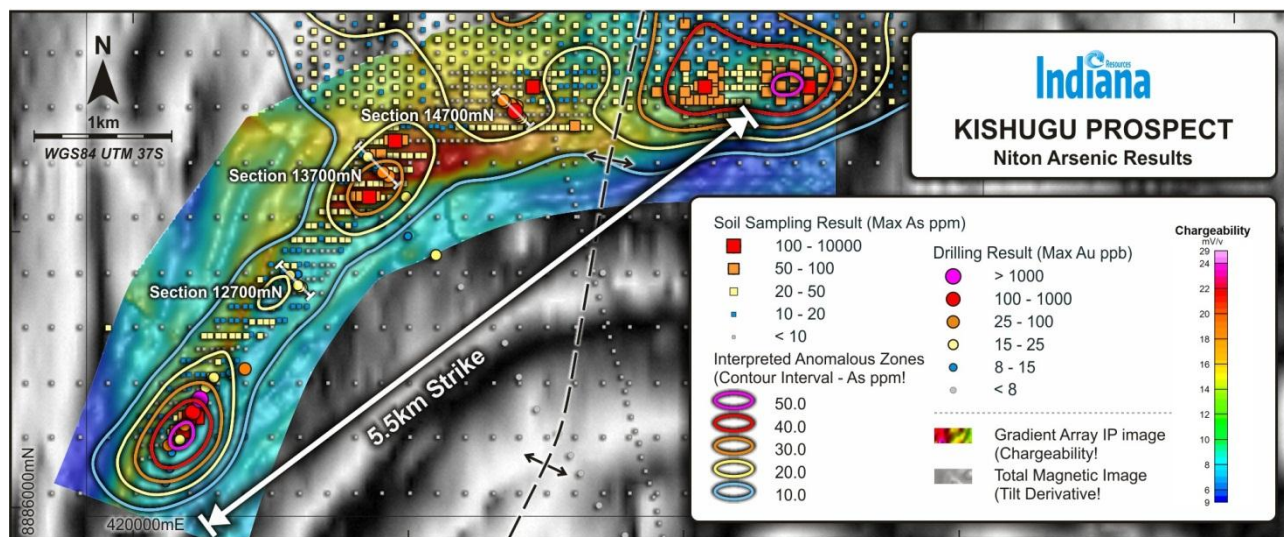 N
1km
WGS84 UTM 37S
Section 14700mN
Section 13700mN
Section 12700mN
5.5km Strike
8886000mN
420000mE
Indiana
Resources
KISHUGU PROSPECT
Niton Arsenic Results
Soil Sampling Result (Max As ppm)
100 - 10000
50 - 100
20 - 50
10 - 20
< 10
Interpreted Anomalous Zones
(Contour Interval - As ppm!
50.0
40.0
30.0
20.0
10.0
Drilling Result (Max Au ppb)
> 1000
100 - 1000
25 - 100
15 - 25
8 - 15
< 8
Gradient Array IP image
(Chargeability!
Total Magnetic Image
(Tilt Derivative!
Chargeability
mV/v
29
24
22
20
19
16
14
13
12
10
9
8
6
5
9